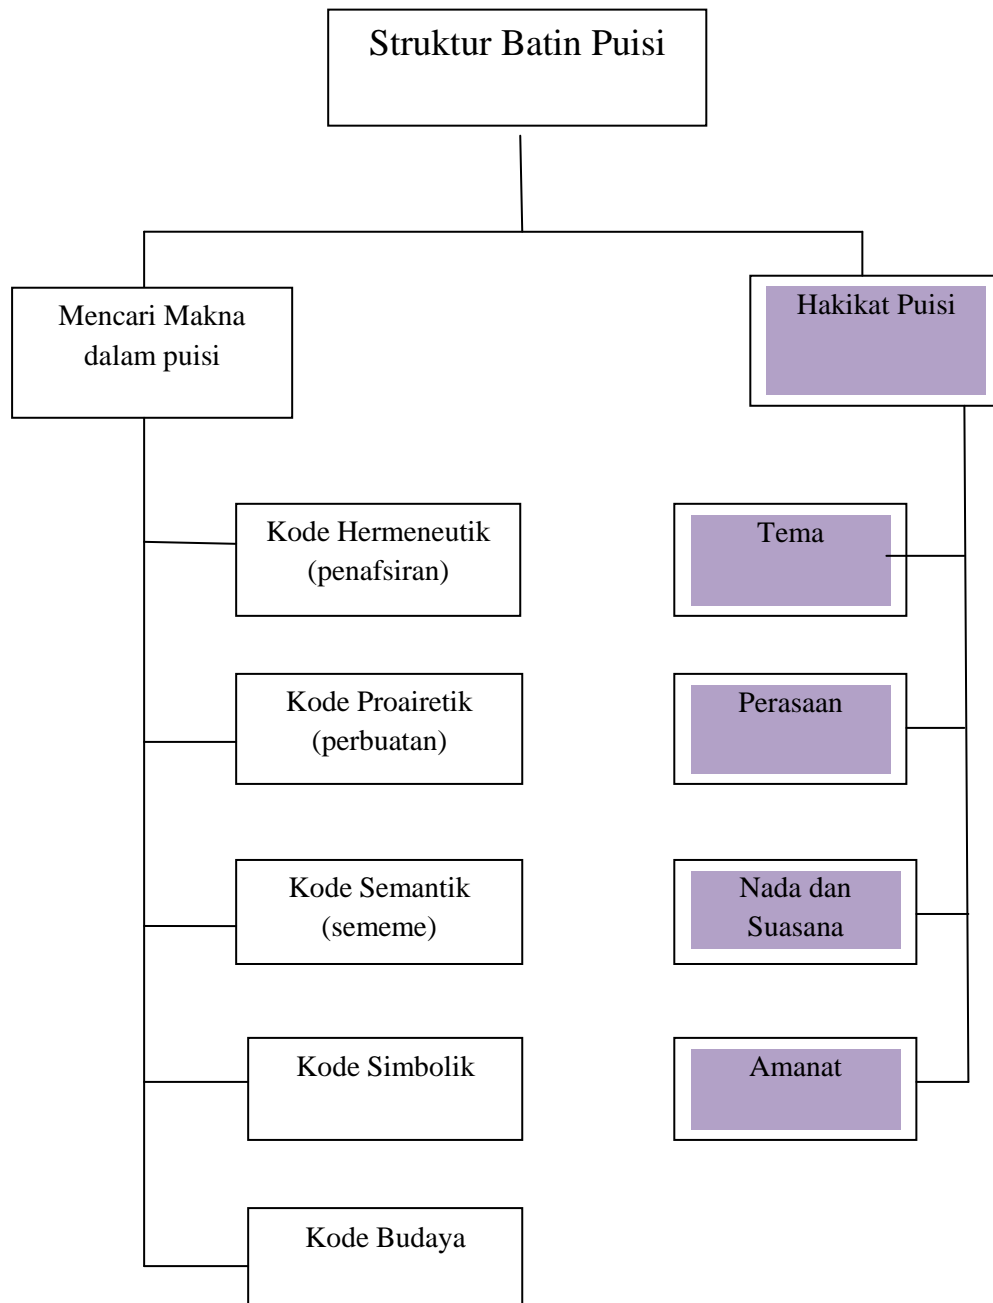 Struktur Batin Puisi
Mencari Makna
dalam puisi
Hakikat Puisi
Kode Hermeneutik
(penafsiran)
Tema
Kode Proairetik
(perbuatan)
Perasaan
Kode Semantik
(sememe)
Nada dan
Suasana
Kode Simbolik
Amanat
Kode Budaya